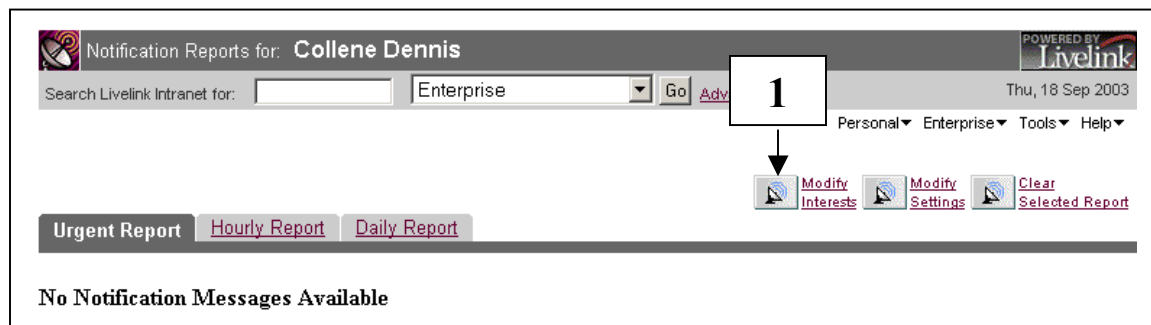 Notification Reports for: Collene Dennis
POWERED BY
Livelink
Search Livelink Intranet for: Enterprise Go Adv
Thu, 18 Sep 2003
1
Personal Enterprise Tools Help
Modify Interests
Modify Settings
Clear Selected Report
Urgent Report Hourly Report Daily Report
No Notification Messages Available